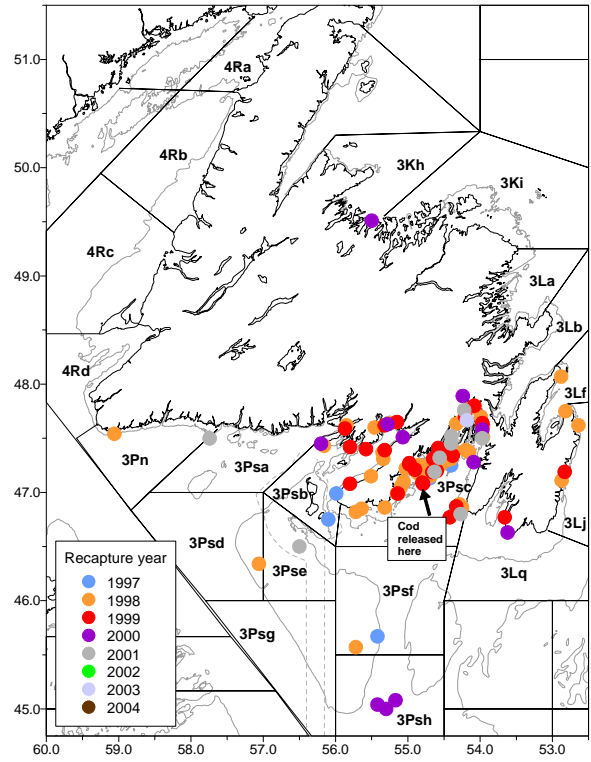 51.0
50.0
49.0
48.0
47.0
46.0
45.0
60.0 59.0 58.0 57.0 56.0 55.0 54.0 53.0
4Ra
4Rb
3Kh
3Ki
4Rc
3La
3Lb
4Rd
3Lf
3Pn
3Psa
3Psb
3Psc
3Lj
Cod
released
here
3Psd
3Pse
3Lq
3Psf
3Psg
3Psh
Recapture year
1997
1998
1999
2000
2001
2002
2003
2004